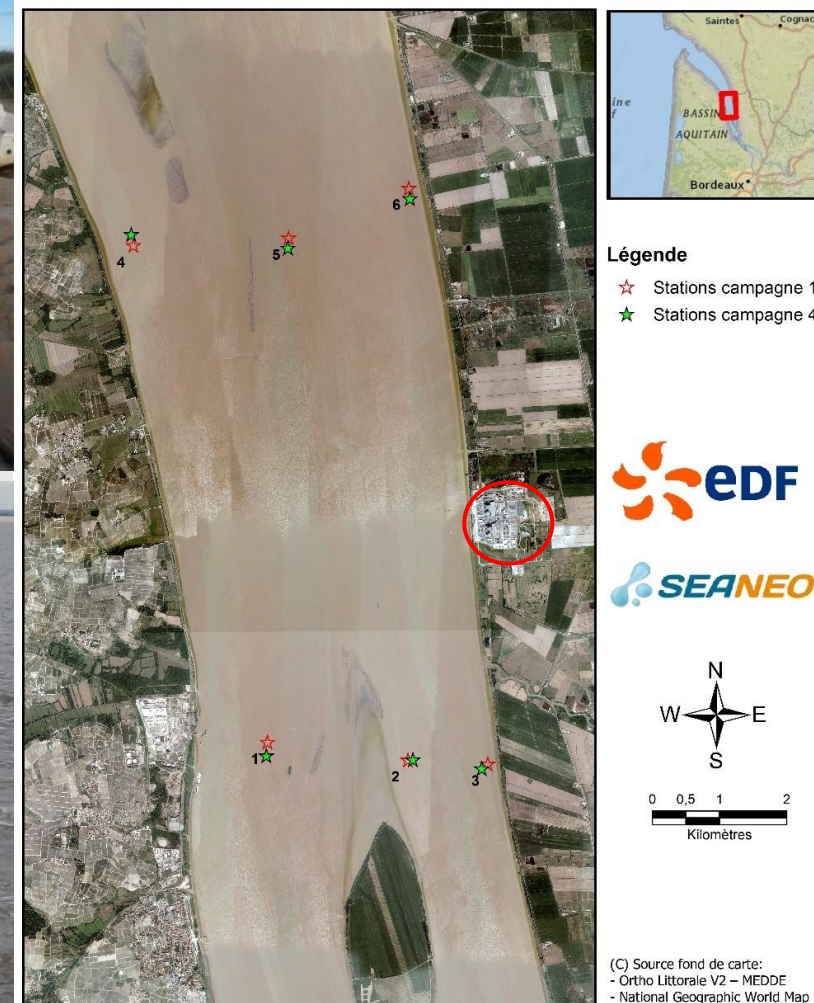 Saintes
Cognac
ine
f
BASSIN
AQUITAIN
Bordeaux
6
4
5
1
2
3
Légende
Stations campagne 1
Stations campagne 4
eDF
SEANEO
N
W E
S
0 0,5 1 2
Kilomètres
(C) Source fond de carte:
- Ortho Littorale V2 – MEDDE
- National Geographic World Map